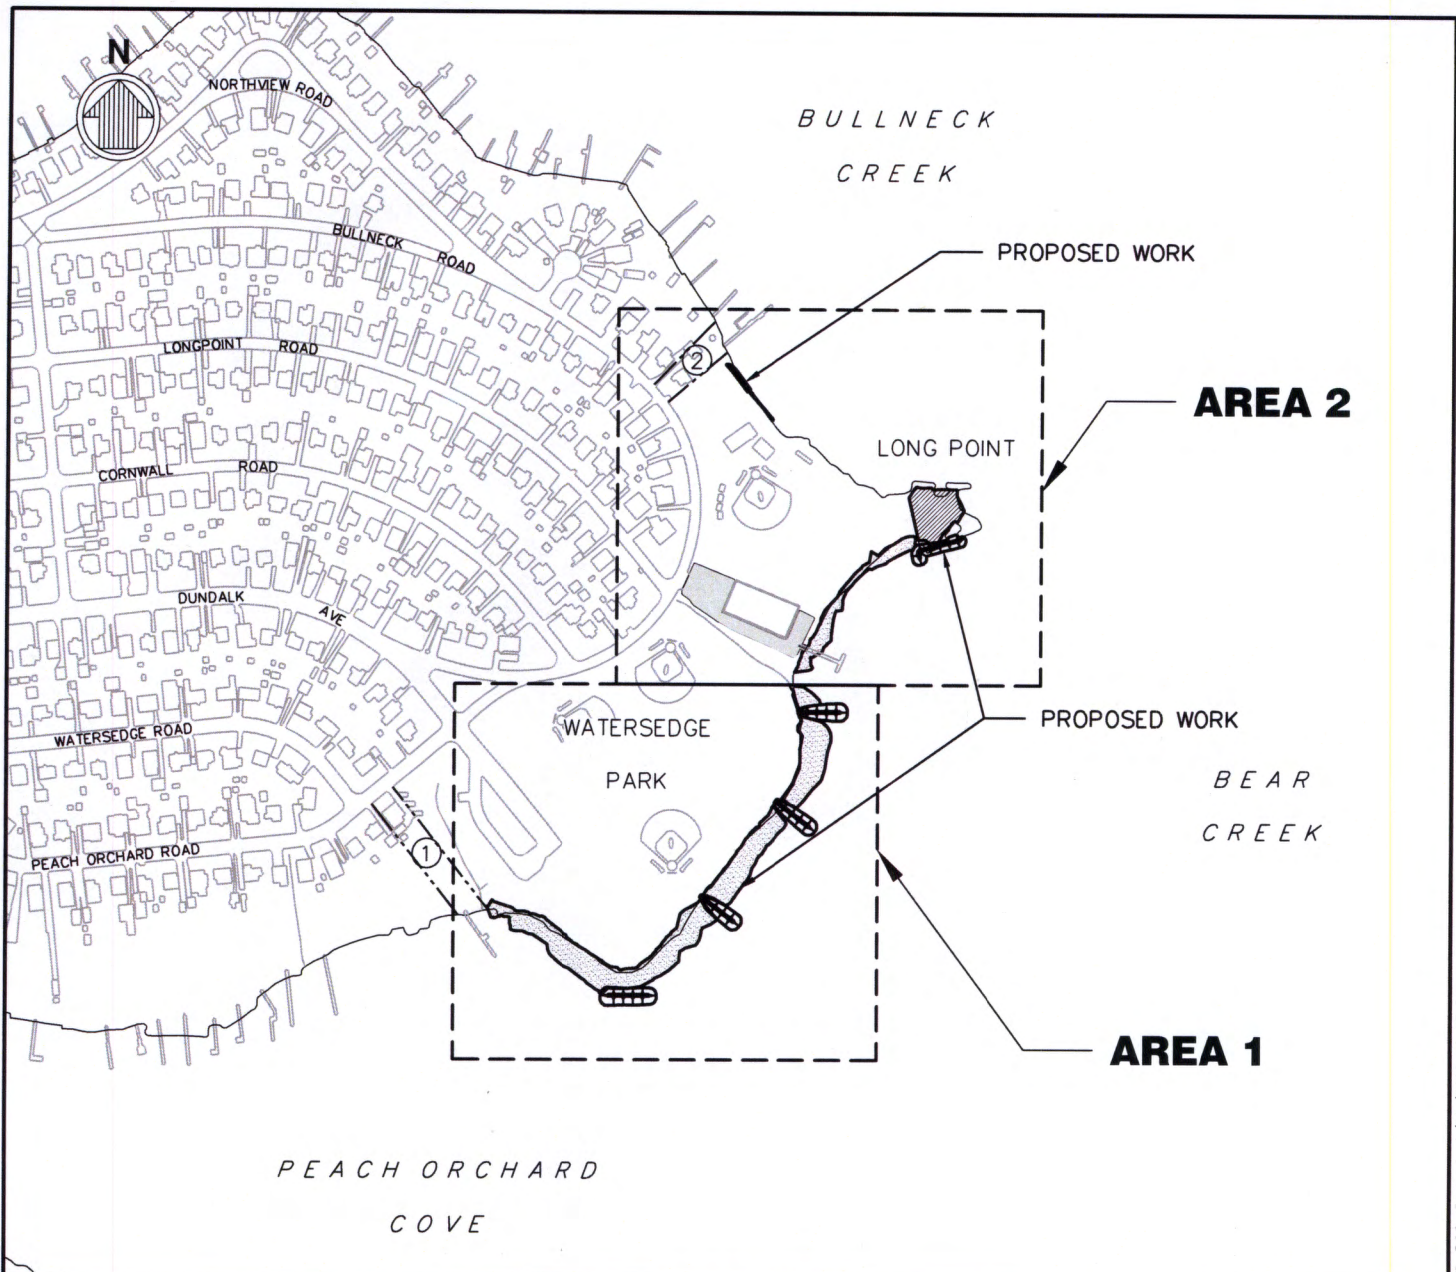 N
NORTHVIEW ROAD
BULLNECK
CREEK
BULLNECK ROAD
PROPOSED WORK
LONGPOINT ROAD
2
AREA 2
LONG POINT
CORNWALL ROAD
DUNDALK AVE
WATERSEDGE
PARK
PROPOSED WORK
WATERSEDGE ROAD
BEAR
CREEK
PEACH ORCHARD ROAD
1
AREA 1
PEACH ORCHARD
COVE